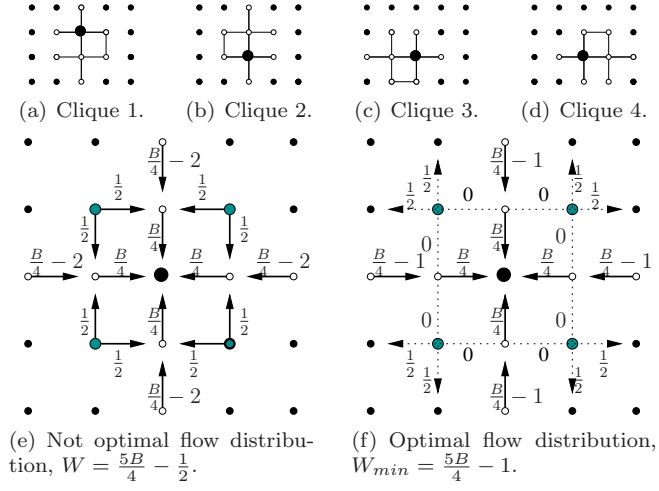 (a) Clique 1.
(b) Clique 2.
(c) Clique 3.
(d) Clique 4.
B/4 − 2
1/2 1/2
1/2 B/4 1/2
B/4 − 2 B/4 B/4 B/4 − 2
1/2 B/4 1/2
1/2 1/2
B/4 − 2
(e) Not optimal flow distribu-
tion, W = 5B/4 − 1/2.
B/4 − 1
1/2 1/2
1/2 0 0 1/2
0 B/4 0
B/4 − 1 B/4 B/4 B/4 − 1
0 B/4 0
1/2 0 0 1/2
1/2 1/2
B/4 − 1
(f) Optimal flow distribution,
W_min = 5B/4 − 1.